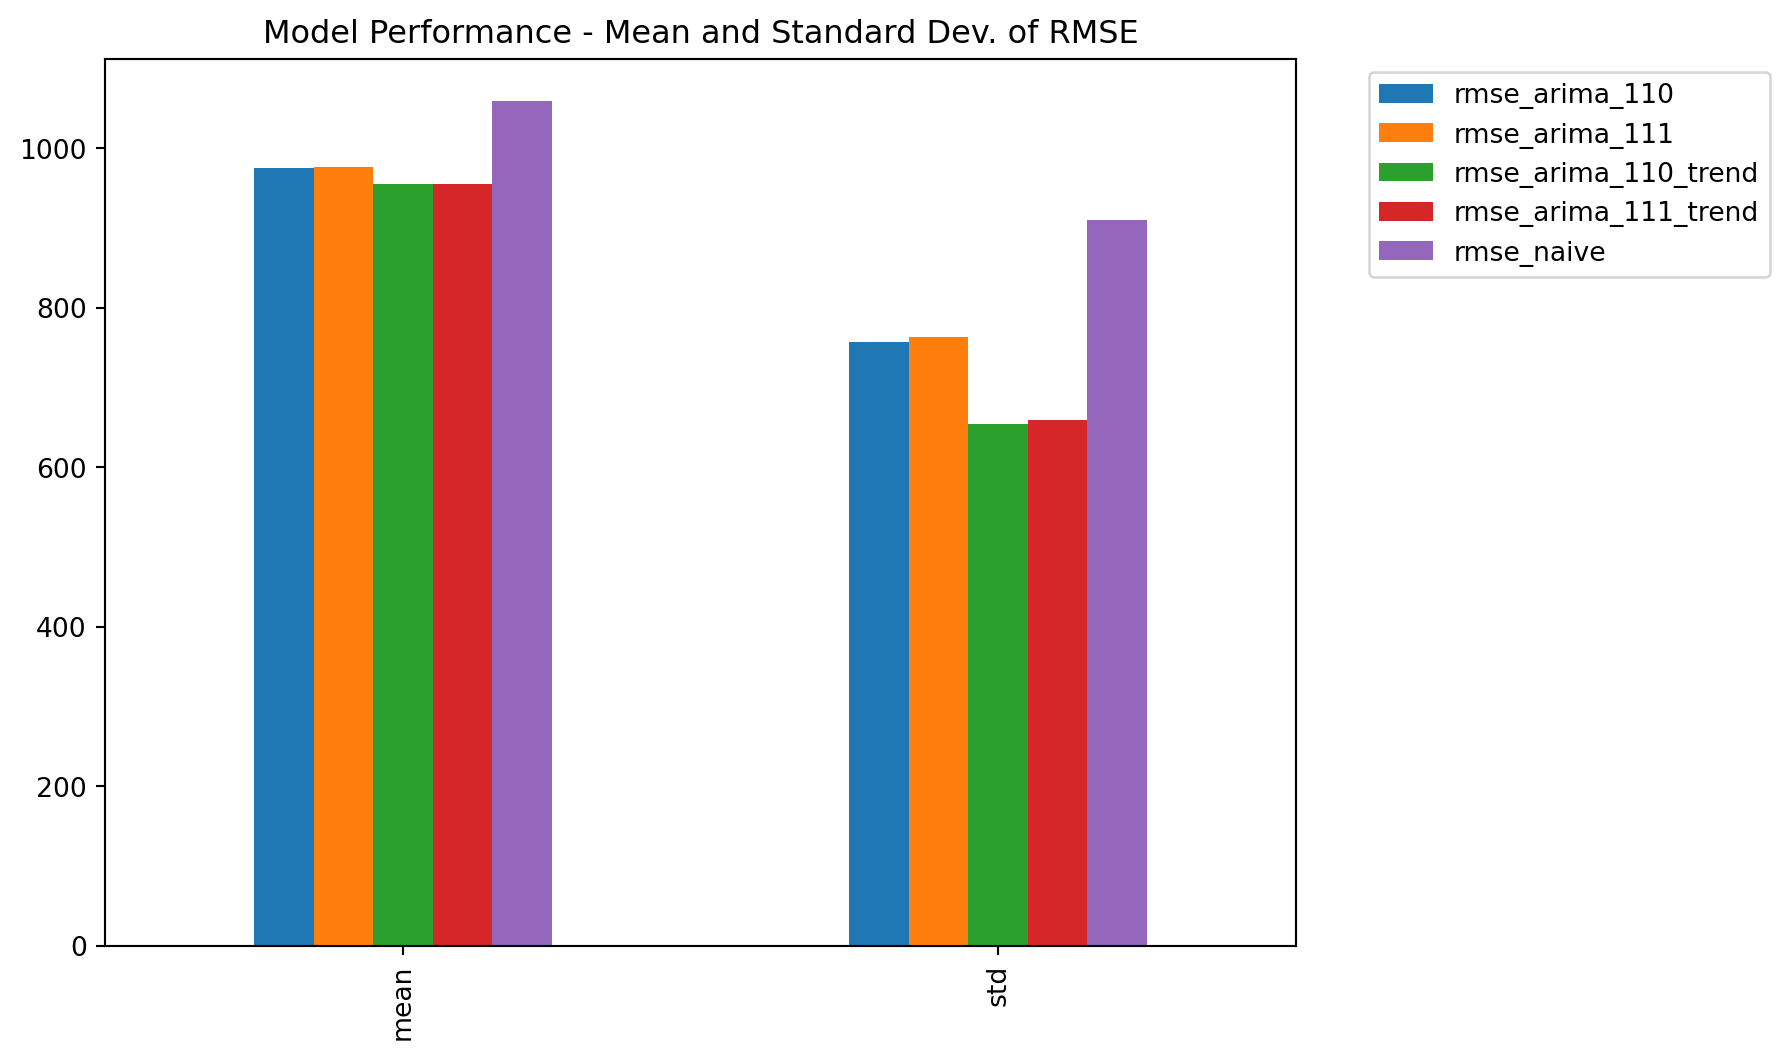 Model Performance - Mean and Standard Dev. of RMSE
1000
800
600
400
200
0
mean
std
rmse_arima_110
rmse_arima_111
rmse_arima_110_trend
rmse_arima_111_trend
rmse_naive